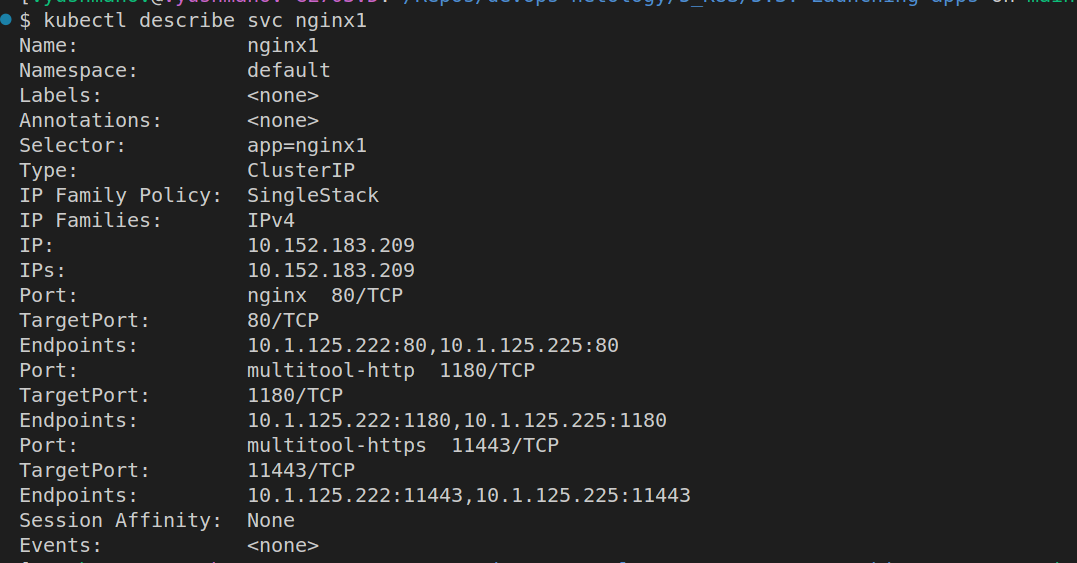 $ kubectl describe svc nginx1
Name:              nginx1
Namespace:         default
Labels:            <none>
Annotations:       <none>
Selector:          app=nginx1
Type:              ClusterIP
IP Family Policy:  SingleStack
IP Families:       IPv4
IP:                10.152.183.209
IPs:               10.152.183.209
Port:              nginx  80/TCP
TargetPort:        80/TCP
Endpoints:         10.1.125.222:80,10.1.125.225:80
Port:              multitool-http  1180/TCP
TargetPort:        1180/TCP
Endpoints:         10.1.125.222:1180,10.1.125.225:1180
Port:              multitool-https  11443/TCP
TargetPort:        11443/TCP
Endpoints:         10.1.125.222:11443,10.1.125.225:11443
Session Affinity:  None
Events:            <none>